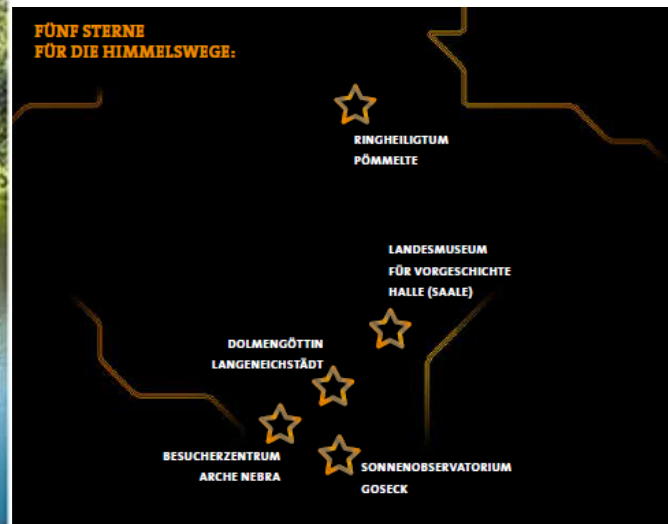 FÜNF STERNE
FÜR DIE HIMMELSWEGE:
RINGHEILIGTUM
PÖMMELTE
LANDESMUSEUM
FÜR VORGESCHICHTE
HALLE (SAALE)
DOLMENGÖTTIN
LANGENEICHSTÄDT
BESUCHERZENTRUM
ARCHE NEBRA
SONNENOBSERVATORIUM
GOSECK